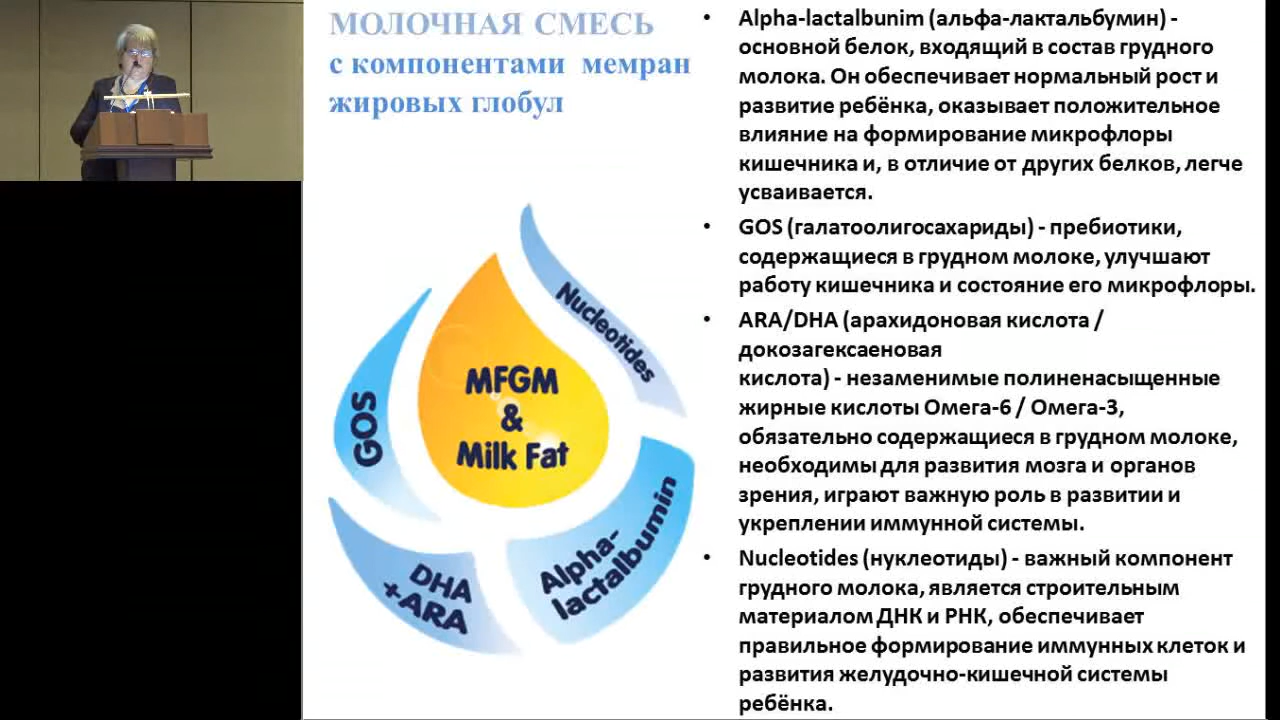 МОЛОЧНАЯ СМЕСЬ
с компонентами мемран
жировых глобул
Nucleotides
MFGM
&
Milk Fat
GOS
DHA
+ARA
Alpha-
lactalbumin
• Alpha-lactalbunim (альфа-лактальбумин) -
основной белок, входящий в состав грудного
молока. Он обеспечивает нормальный рост и
развитие ребёнка, оказывает положительное
влияние на формирование микрофлоры
кишечника и, в отличие от других белков, легче
усваивается.
• GOS (галатоолигосахариды) - пребиотики,
содержащиеся в грудном молоке, улучшают
работу кишечника и состояние его микрофлоры.
• ARA/DHA (арахидоновая кислота /
докозагексаеновая
кислота) - незаменимые полиненасыщенные
жирные кислоты Омега-6 / Омега-3,
обязательно содержащиеся в грудном молоке,
необходимы для развития мозга и органов
зрения, играют важную роль в развитии и
укреплении иммунной системы.
• Nucleotides (нуклеотиды) - важный компонент
грудного молока, является строительным
материалом ДНК и РНК, обеспечивает
правильное формирование иммунных клеток и
развития желудочно-кишечной системы
ребёнка.